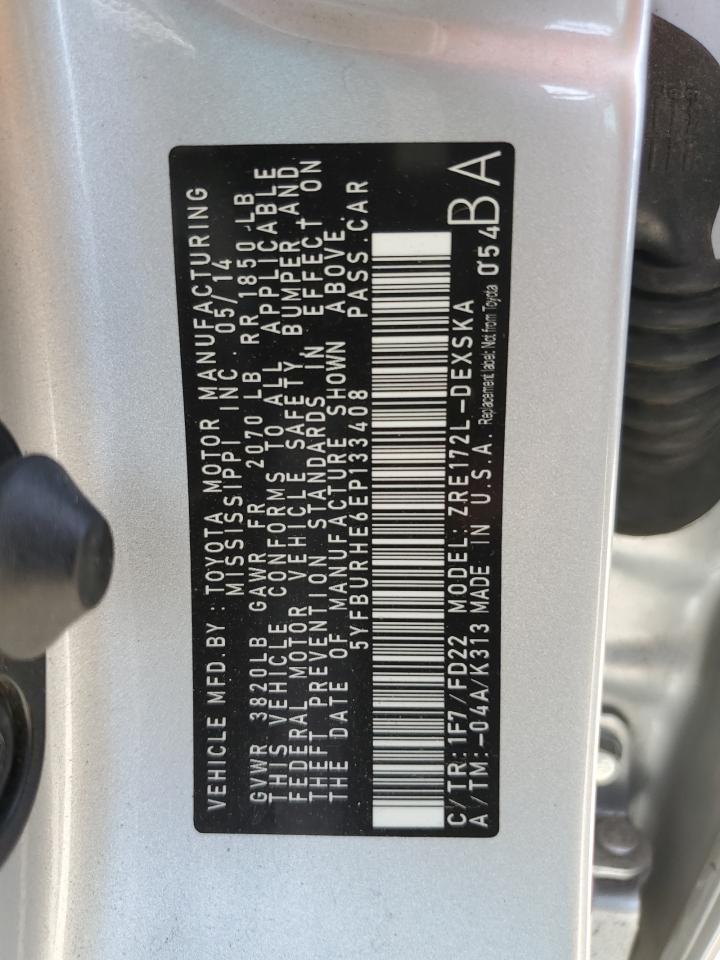 VEHICLE MFD.BY : TOYOTA MOTOR MANUFACTURING
MISSISSIPPI INC. 05/14
GVWR 3820LB GAWR FR 2070 LB RR 1850 LB
THIS VEHICLE CONFORMS TO ALL APPLICABLE
FEDERAL MOTOR VEHICLE SAFETY, BUMPER, AND
THEFT PREVENTION STANDARDS IN EFFECT ON
THE DATE OF MANUFACTURE SHOWN ABOVE.
5YFBURHE6EP133408 PASS.CAR
C/TR: 1F7/FD22 MODEL: ZRE172L-DEXSKA
A/TM:-04A/K313 MADE IN U.S.A. Replacement label: Not from Toyota 054 BA